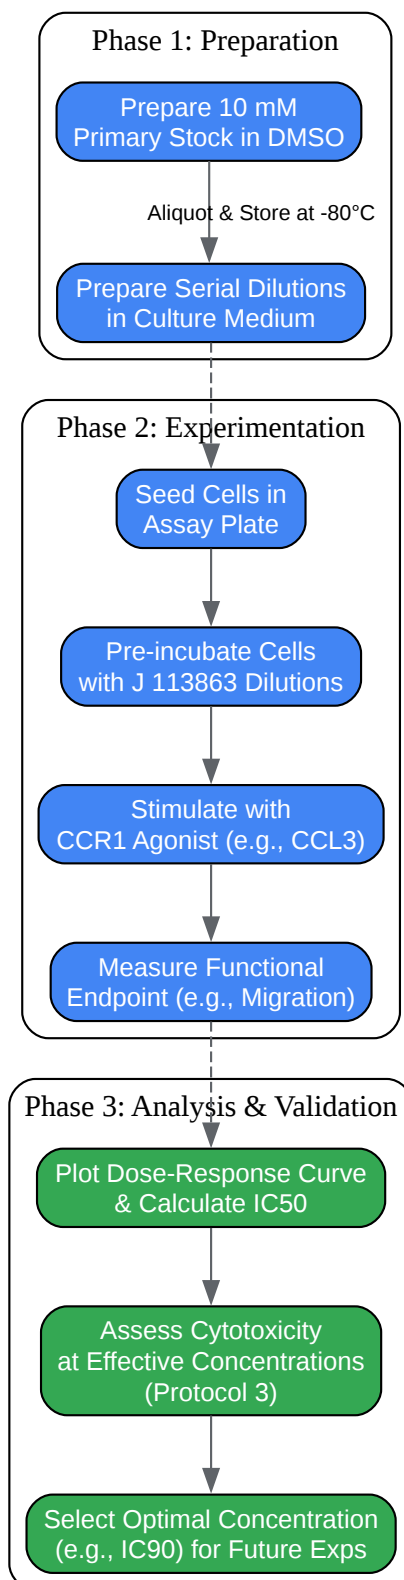 Phase 1: Preparation
Prepare 10 mM
Primary Stock in DMSO
Aliquot & Store at -80°C
Prepare Serial Dilutions
in Culture Medium
Phase 2: Experimentation
Seed Cells in
Assay Plate
Pre-incubate Cells
with J 113863 Dilutions
Stimulate with
CCR1 Agonist (e.g., CCL3)
Measure Functional
Endpoint (e.g., Migration)
Phase 3: Analysis & Validation
Plot Dose-Response Curve
& Calculate IC50
Assess Cytotoxicity
at Effective Concentrations
(Protocol 3)
Select Optimal Concentration
(e.g., IC90) for Future Exps